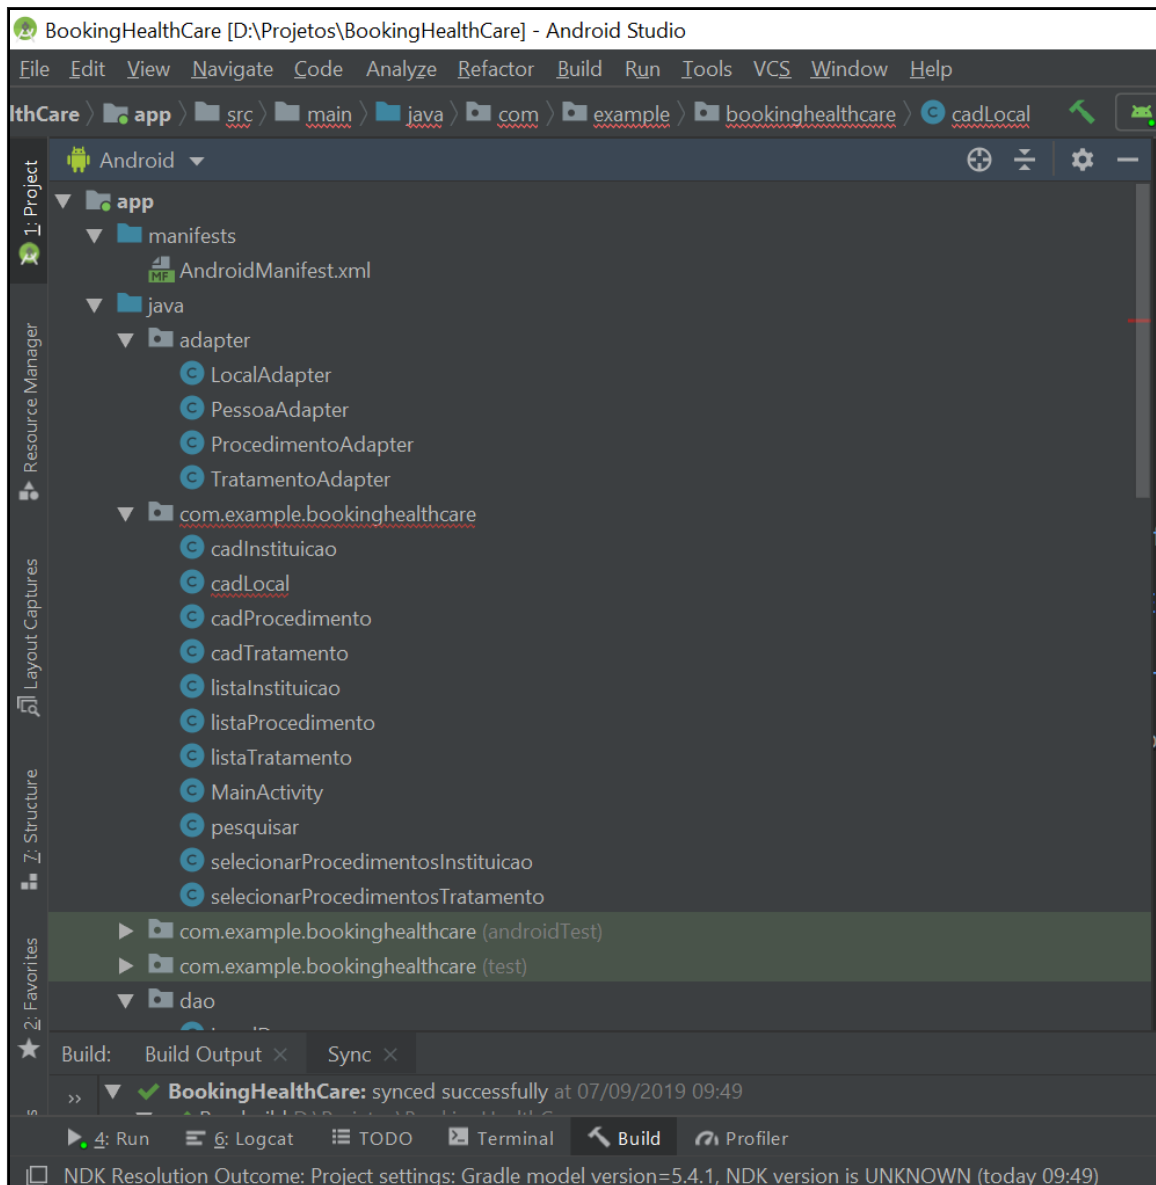 BookingHealthCare [D:\Projetos\BookingHealthCare] - Android Studio
File Edit View Navigate Code Analyze Refactor Build Run Tools VCS Window Help
lthCare app src main java com example bookinghealthcare cadLocal
1: Project
Android
app
manifests
AndroidManifest.xml
java
adapter
LocalAdapter
PessoaAdapter
ProcedimentoAdapter
TratamentoAdapter
com.example.bookinghealthcare
cadInstituicao
cadLocal
cadProcedimento
cadTratamento
listaInstituicao
listaProcedimento
listaTratamento
MainActivity
pesquisar
selecionarProcedimentosInstituicao
selecionarProcedimentosTratamento
com.example.bookinghealthcare (androidTest)
com.example.bookinghealthcare (test)
dao
Resource Manager
Layout Captures
7: Structure
2: Favorites
Build: Build Output Sync
BookingHealthCare: synced successfully at 07/09/2019 09:49
4: Run 6: Logcat TODO Terminal Build Profiler
NDK Resolution Outcome: Project settings: Gradle model version=5.4.1, NDK version is UNKNOWN (today 09:49)